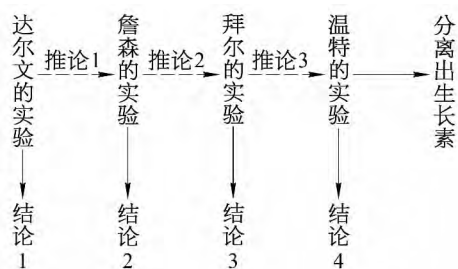 达尔文的实验
推论1
詹森的实验
推论2
拜尔的实验
推论3
温特的实验
分离出生长素
结论1
结论2
结论3
结论4